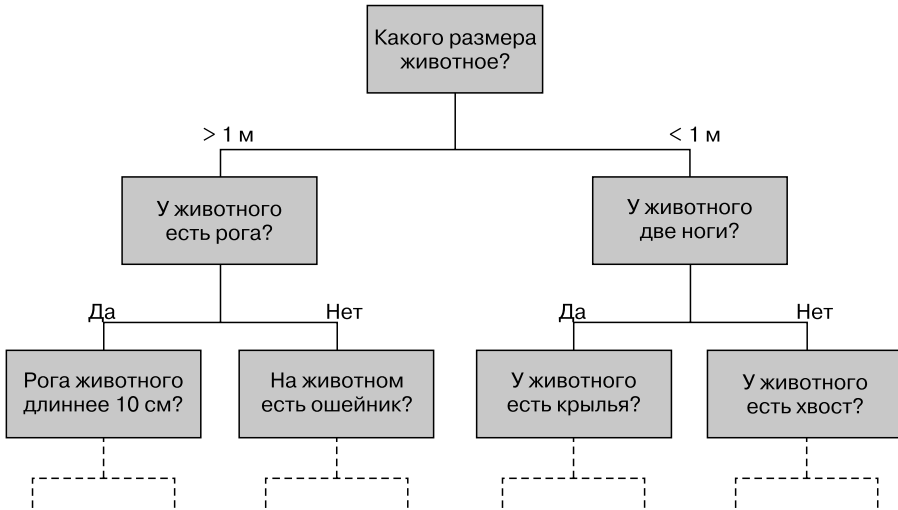 Какого размера
животное?
> 1 м
< 1 м
У животного
есть рога?
У животного
две ноги?
Да
Нет
Да
Нет
Рога животного
длиннее 10 см?
На животном
есть ошейник?
У животного
есть крылья?
У животного
есть хвост?